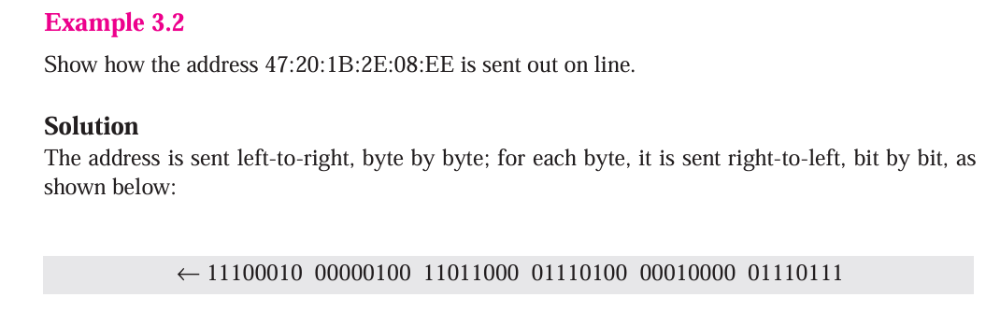 Example 3.2
Show how the address 47:20:1B:2E:08:EE is sent out on line.
Solution
The address is sent left-to-right, byte by byte; for each byte, it is sent right-to-left, bit by bit, as
shown below:
← 11100010 00000100 11011000 01110100 00010000 01110111